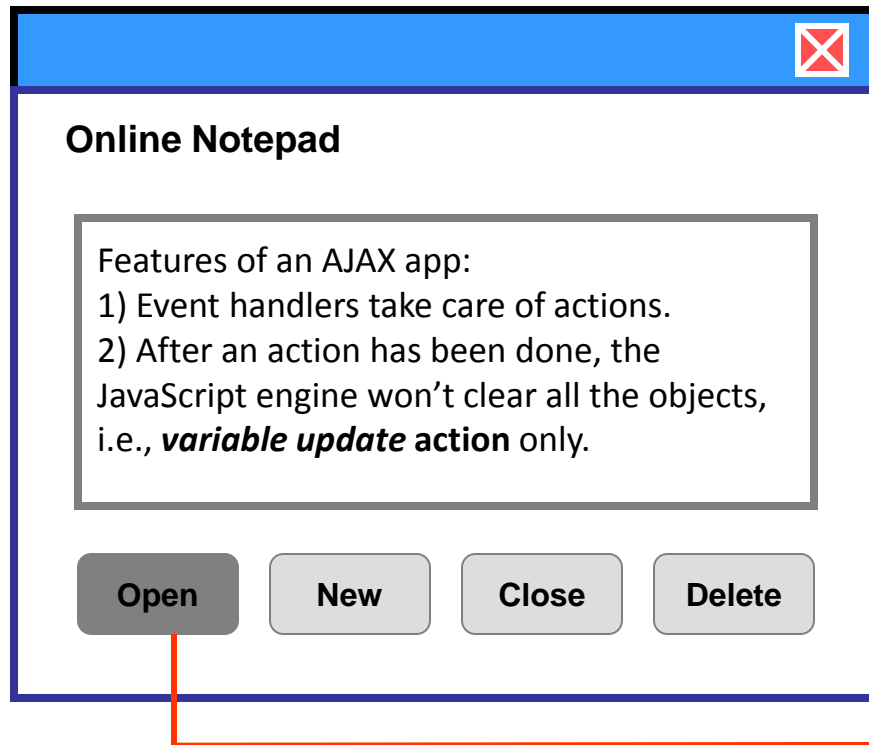 Online Notepad
Features of an AJAX app:
1) Event handlers take care of actions.
2) After an action has been done, the
JavaScript engine won’t clear all the objects,
i.e., variable update action only.
Open New Close Delete